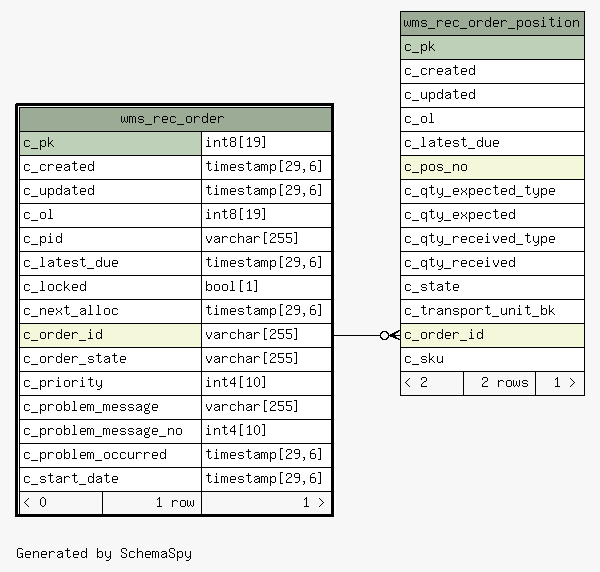 wms_rec_order_position
c_pk
c_created
c_updated
c_ol
c_latest_due
c_pos_no
c_qty_expected_type
c_qty_expected
c_qty_received_type
c_qty_received
c_state
c_transport_unit_bk
c_order_id
c_sku
< 2 2 rows 1 >
wms_rec_order
c_pk int8[19]
c_created timestamp[29,6]
c_updated timestamp[29,6]
c_ol int8[19]
c_pid varchar[255]
c_latest_due timestamp[29,6]
c_locked bool[1]
c_next_alloc timestamp[29,6]
c_order_id varchar[255]
c_order_state varchar[255]
c_priority int4[10]
c_problem_message varchar[255]
c_problem_message_no int4[10]
c_problem_occurred timestamp[29,6]
c_start_date timestamp[29,6]
< 0 1 row 1 >
Generated by SchemaSpy